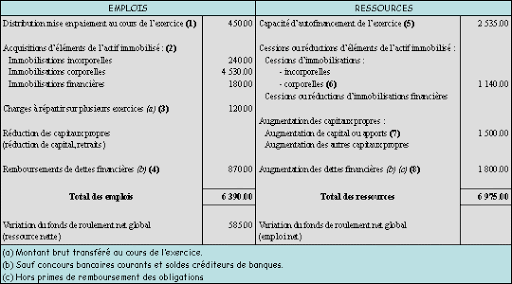 EMPLOIS
Distribution mise en paiement au cours de l'exercice (1) 450.00
Acquisitions d'éléments de l'actif immobilisé : (2)
Immobilisations incorporelles 240.00
Immobilisations corporelles 4 530.00
Immobilisations financières 180.00
Charges à répartir sur plusieurs exercices (a) (3) 120.00
Réduction des capitaux propres
(réduction de capital, retraits)
Remboursements de dettes financières (b) (4) 870.00
Total des emplois 6 390.00
Variation du fonds de roulement net global 585.00
(ressource nette)
RESSOURCES
Capacité d'autofinancement de l'exercice (5) 2 535.00
Cessions ou réductions d'éléments de l'actif immobilisé :
Cessions d'immobilisations :
- incorporelles
- corporelles (6) 1 140.00
Cessions ou réductions d'immobilisations financières
Augmentation des capitaux propres :
Augmentation de capital ou apports (7) 1 500.00
Augmentation des autres capitaux propres
Augmentation des dettes financières (b) (c) (8) 1 800.00
Total des ressources 6 975.00
Variation du fonds de roulement net global
(emploi net)
(a) Montant brut transféré au cours de l'exercice.
(b) Sauf concours bancaires courants et soldes créditeurs de banques.
(c) Hors primes de remboursement des obligations